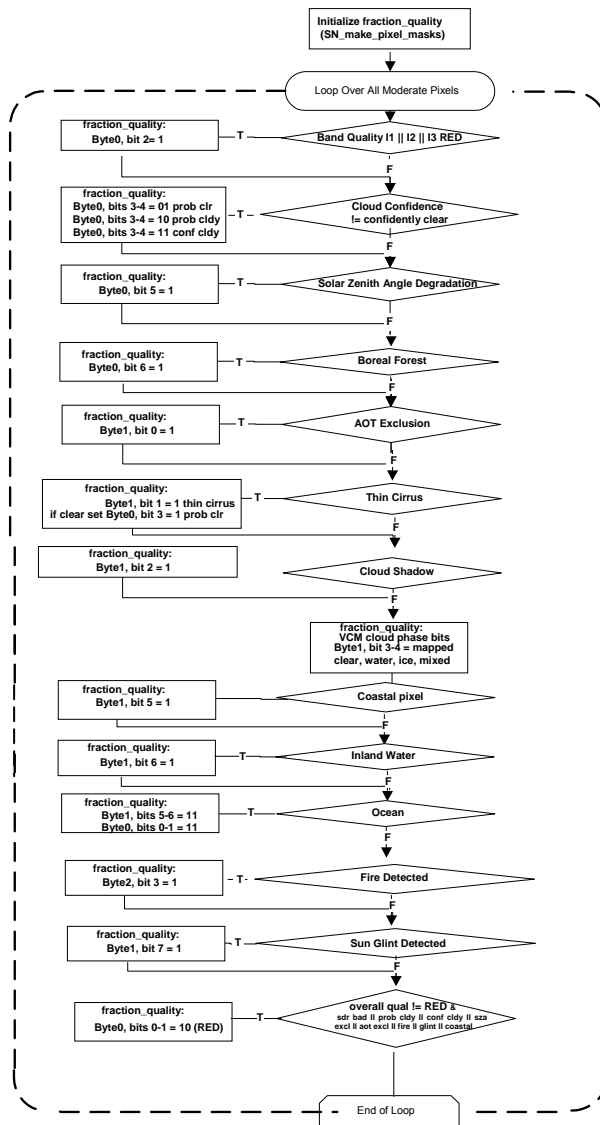 Initialize fraction_quality
(SN_make_pixel_masks)
Loop Over All Moderate Pixels
fraction_quality:
Byte0, bit 2= 1
T
Band Quality I1 || I2 || I3 RED
F
fraction_quality:
Byte0, bits 3-4 = 01 prob clr
Byte0, bits 3-4 = 10 prob cldy
Byte0, bits 3-4 = 11 conf cldy
T
Cloud Confidence
!= confidently clear
F
fraction_quality:
Byte0, bit 5 = 1
T
Solar Zenith Angle Degradation
F
fraction_quality:
Byte0, bit 6 = 1
T
Boreal Forest
F
fraction_quality:
Byte1, bit 0 = 1
T
AOT Exclusion
F
fraction_quality:
Byte1, bit 1 = 1 thin cirrus
if clear set Byte0, bit 3 = 1 prob clr
T
Thin Cirrus
F
fraction_quality:
Byte1, bit 2 = 1
Cloud Shadow
F
fraction_quality:
VCM cloud phase bits
Byte1, bit 3-4 = mapped
clear, water, ice, mixed
fraction_quality:
Byte1, bit 5 = 1
Coastal pixel
F
fraction_quality:
Byte1, bit 6 = 1
T
Inland Water
F
fraction_quality:
Byte1, bits 5-6 = 11
Byte0, bits 0-1 = 11
T
Ocean
F
fraction_quality:
Byte2, bit 3 = 1
T
Fire Detected
F
fraction_quality:
Byte1, bit 7 = 1
T
Sun Glint Detected
F
fraction_quality:
Byte0, bits 0-1 = 10 (RED)
T
overall qual != RED &
sdr bad || prob cldy || conf cldy || sza
excl || aot excl || fire || glint || coastal
End of Loop